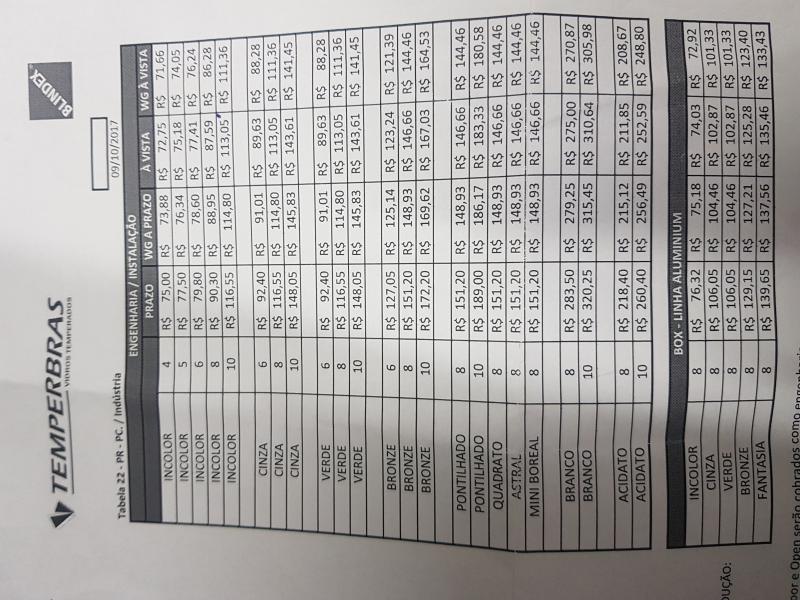 TEMPERBRAS
VIDROS TEMPERADOS
BLINDEX
Tabela 22 - PR - PC. / Indústria
09/10/2017
ENGENHARIA / INSTALAÇÃO
PRAZO WG A PRAZO À VISTA WG À VISTA
INCOLOR 4 R$ 75,00 R$ 73,88 R$ 72,75 R$ 71,66
INCOLOR 5 R$ 77,50 R$ 76,34 R$ 75,18 R$ 74,05
INCOLOR 6 R$ 79,80 R$ 78,60 R$ 77,41 R$ 76,24
INCOLOR 8 R$ 90,30 R$ 88,95 R$ 87,59 R$ 86,28
INCOLOR 10 R$ 116,55 R$ 114,80 R$ 113,05 R$ 111,36
CINZA 6 R$ 92,40 R$ 91,01 R$ 89,63 R$ 88,28
CINZA 8 R$ 116,55 R$ 114,80 R$ 113,05 R$ 111,36
CINZA 10 R$ 148,05 R$ 145,83 R$ 143,61 R$ 141,45
VERDE 6 R$ 92,40 R$ 91,01 R$ 89,63 R$ 88,28
VERDE 8 R$ 116,55 R$ 114,80 R$ 113,05 R$ 111,36
VERDE 10 R$ 148,05 R$ 145,83 R$ 143,61 R$ 141,45
BRONZE 6 R$ 127,05 R$ 125,14 R$ 123,24 R$ 121,39
BRONZE 8 R$ 151,20 R$ 148,93 R$ 146,66 R$ 144,46
BRONZE 10 R$ 172,20 R$ 169,62 R$ 167,03 R$ 164,53
PONTILHADO 8 R$ 151,20 R$ 148,93 R$ 146,66 R$ 144,46
PONTILHADO 10 R$ 189,00 R$ 186,17 R$ 183,33 R$ 180,58
QUADRATO 8 R$ 151,20 R$ 148,93 R$ 146,66 R$ 144,46
ASTRAL 8 R$ 151,20 R$ 148,93 R$ 146,66 R$ 144,46
MINI BOREAL 8 R$ 151,20 R$ 148,93 R$ 146,66 R$ 144,46
BRANCO 8 R$ 283,50 R$ 279,25 R$ 275,00 R$ 270,87
BRANCO 10 R$ 320,25 R$ 315,45 R$ 310,64 R$ 305,98
ACIDATO 8 R$ 218,40 R$ 215,12 R$ 211,85 R$ 208,67
ACIDATO 10 R$ 260,40 R$ 256,49 R$ 252,59 R$ 248,80
BOX - LINHA ALUMINIUM
INCOLOR 8 R$ 76,32 R$ 75,18 R$ 74,03 R$ 72,92
CINZA 8 R$ 106,05 R$ 104,46 R$ 102,87 R$ 101,33
VERDE 8 R$ 106,05 R$ 104,46 R$ 102,87 R$ 101,33
BRONZE 8 R$ 129,15 R$ 127,21 R$ 125,28 R$ 123,40
FANTASIA 8 R$ 139,65 R$ 137,56 R$ 135,46 R$ 133,43
DUÇÃO:
por e Open serão cobrados como